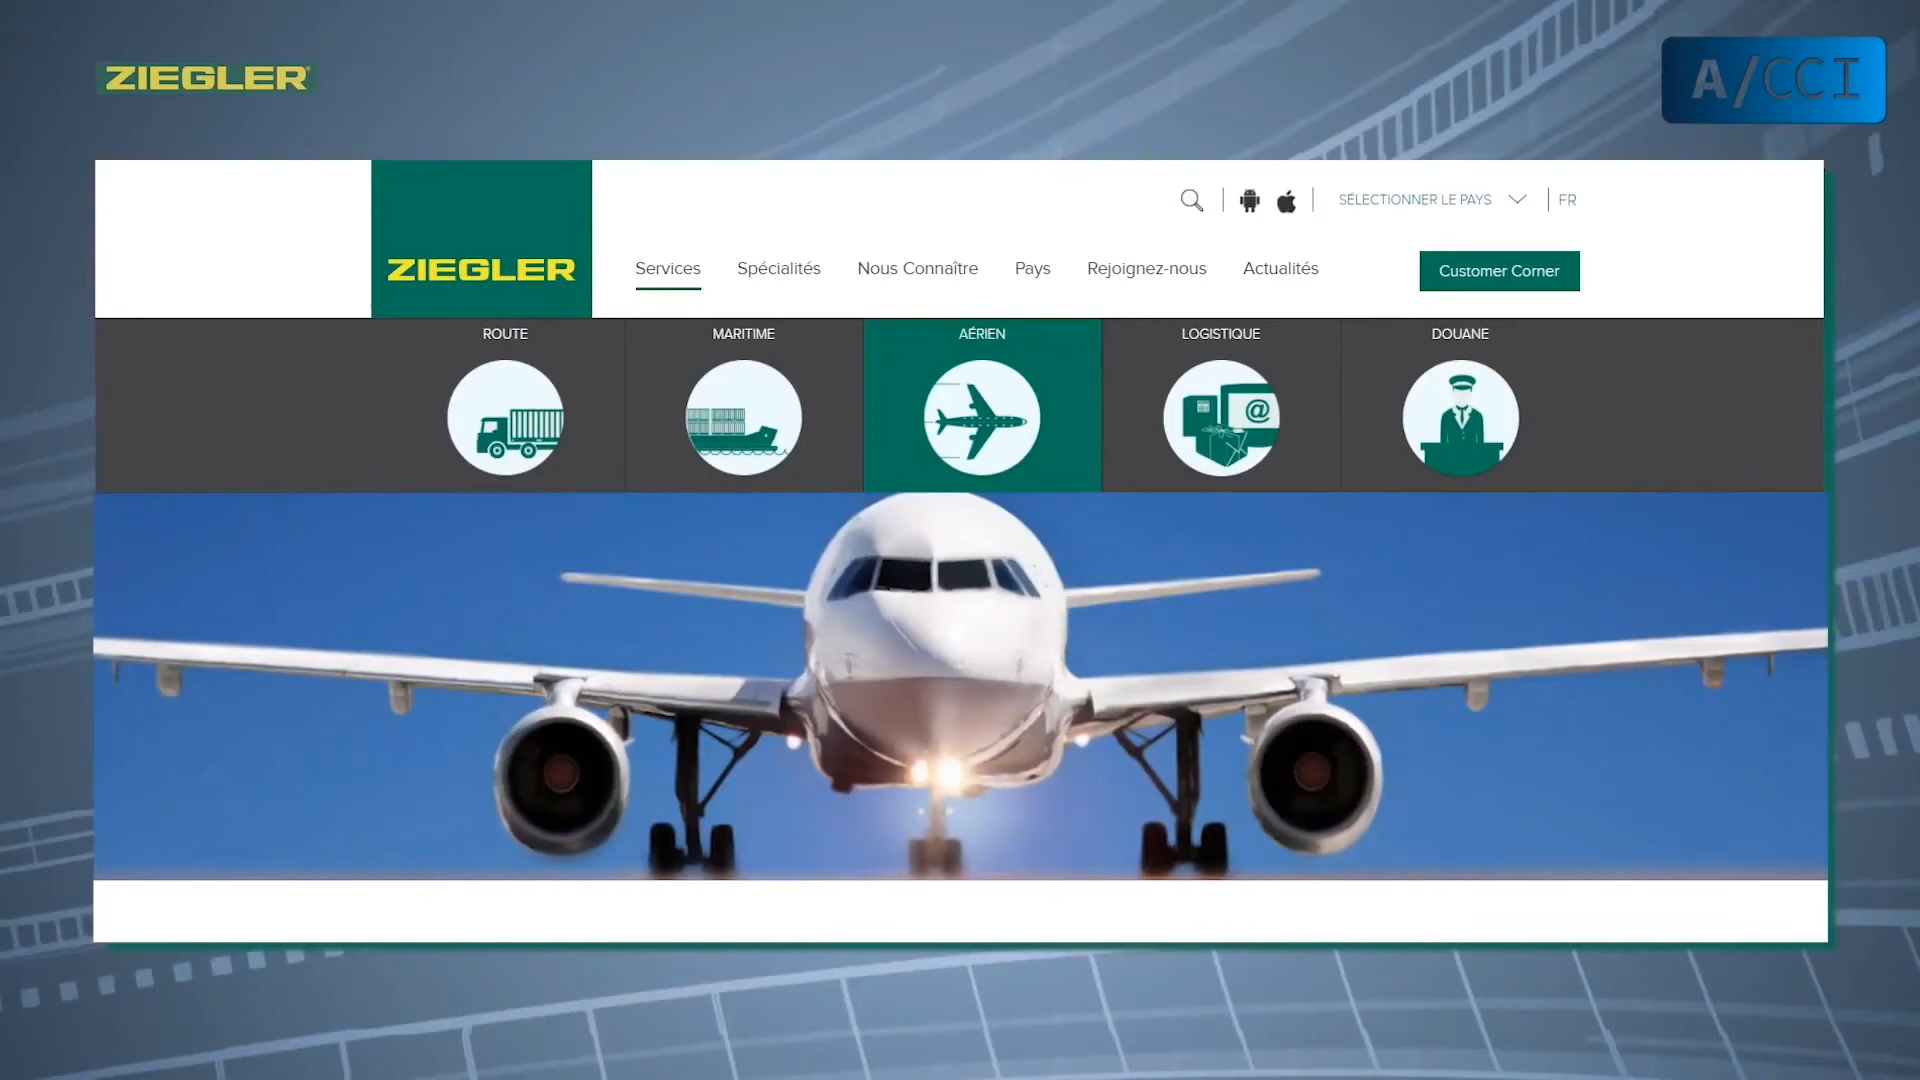 ZIEGLER
A/CCI
SÉLECTIONNER LE PAYS
FR
ZIEGLER
Services
Spécialités
Nous Connaître
Pays
Rejoignez-nous
Actualités
Customer Corner
ROUTE
MARITIME
AÉRIEN
LOGISTIQUE
DOUANE
@